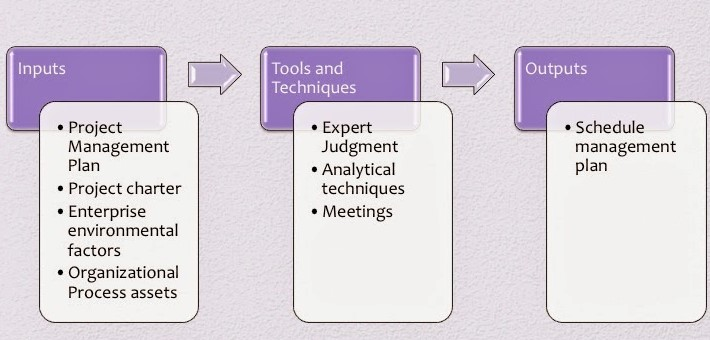 Inputs
• Project
Management
Plan
• Project charter
• Enterprise
environmental
factors
• Organizational
Process assets
Tools and
Techniques
• Expert
Judgment
• Analytical
techniques
• Meetings
Outputs
• Schedule
management
plan